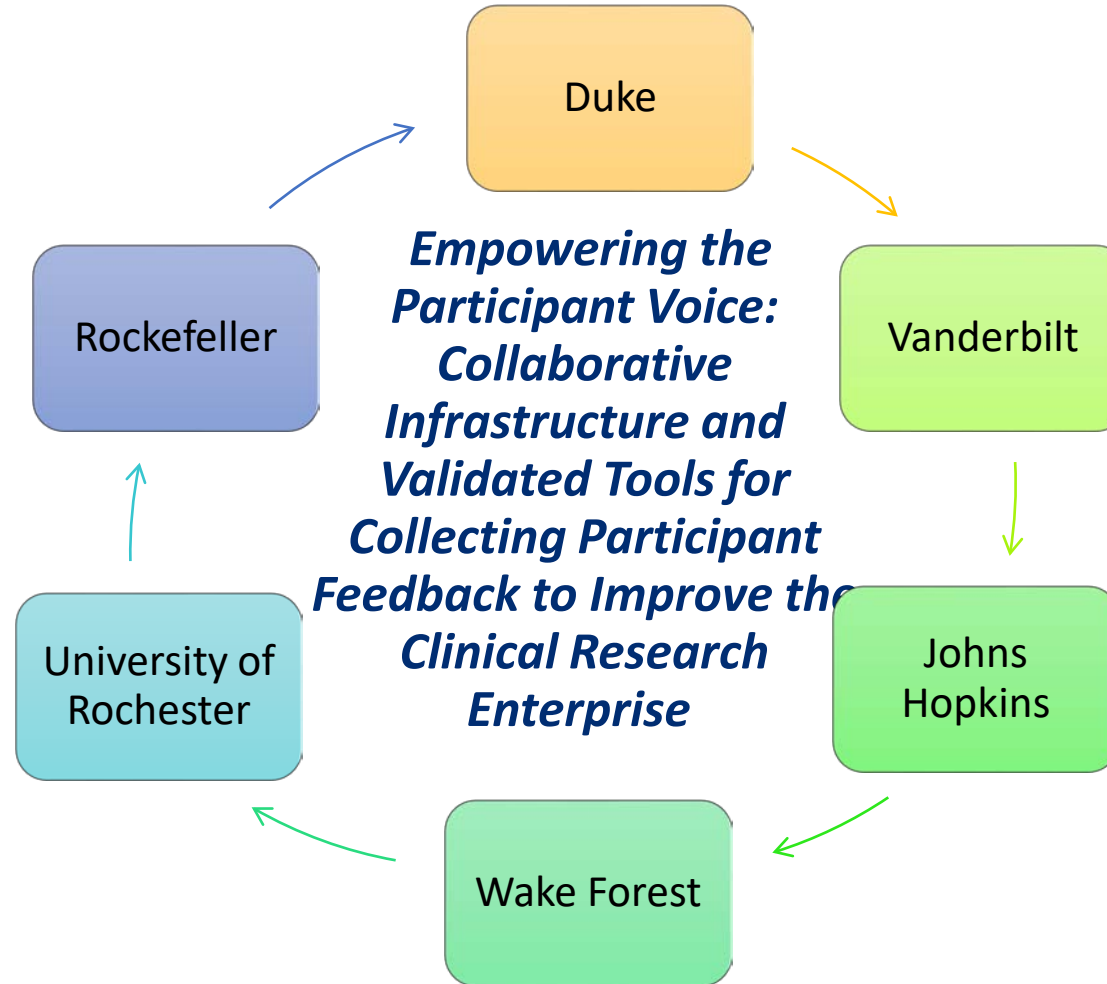 Duke
Empowering the
Participant Voice:
Rockefeller
Vanderbilt
Collaborative
Infrastructure and
Validated Tools for
Collecting Participant
Feedback to Improve the
University of
Rochester
Johns
Hopkins
Clinical Research
Enterprise
Wake Forest